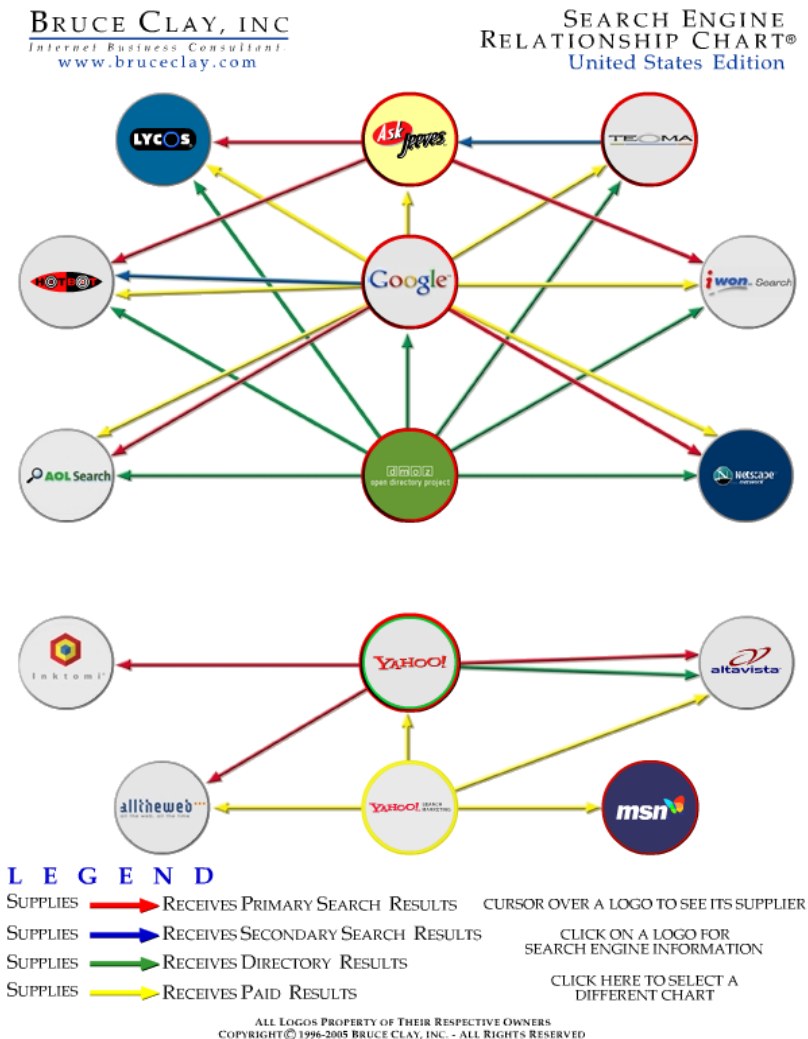 BRUCE CLAY, INC
Internet Business Consultant
www.bruceclay.com
SEARCH ENGINE
RELATIONSHIP CHART®
United States Edition
LYCOS
Ask
Jeeves
TEOMA
HOTBOT
Google
iwon Search
AOL Search
dmoz
open directory project
Netscape
network
Inktomi
YAHOO!
altavista
alltheweb
YAHOO! SEARCH
MARKETING
msn
LEGEND
SUPPLIES RECEIVES PRIMARY SEARCH RESULTS
SUPPLIES RECEIVES SECONDARY SEARCH RESULTS
SUPPLIES RECEIVES DIRECTORY RESULTS
SUPPLIES RECEIVES PAID RESULTS
CURSOR OVER A LOGO TO SEE ITS SUPPLIER
CLICK ON A LOGO FOR
SEARCH ENGINE INFORMATION
CLICK HERE TO SELECT A
DIFFERENT CHART
ALL LOGOS PROPERTY OF THEIR RESPECTIVE OWNERS
COPYRIGHT © 1996-2005 BRUCE CLAY, INC. - ALL RIGHTS RESERVED